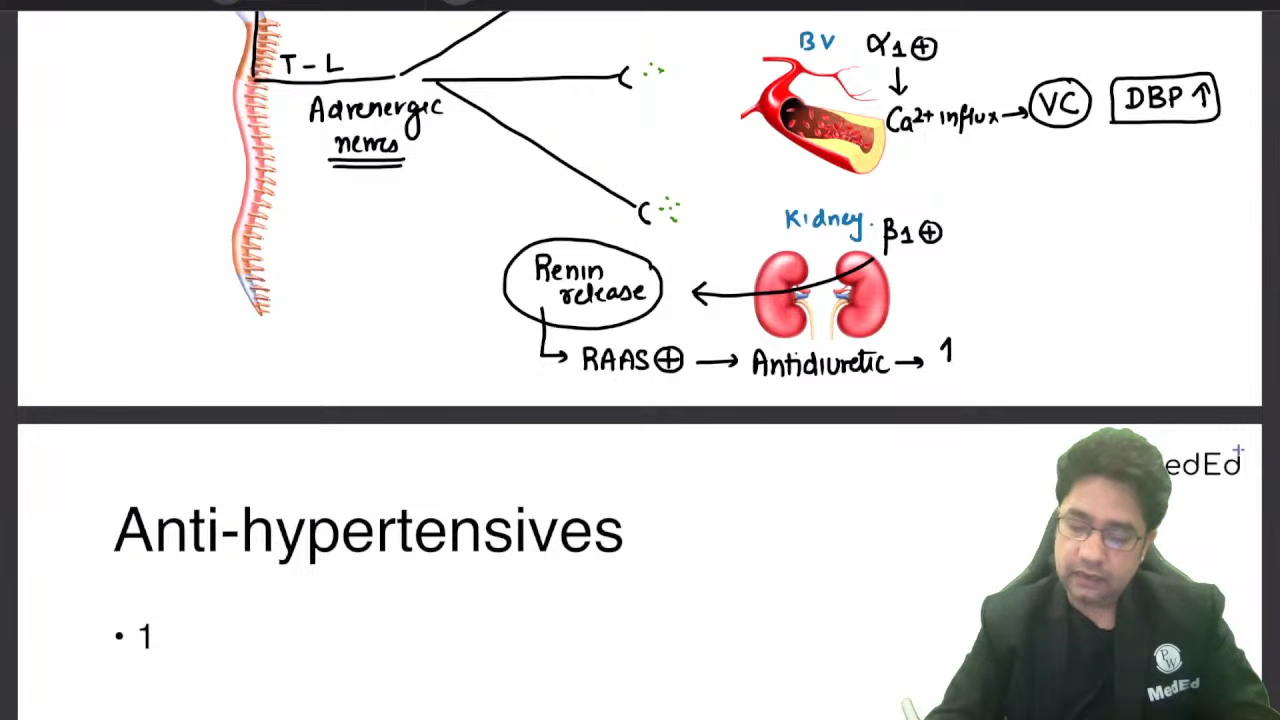 T-L
Adrenergic
nerves
BV
α1⊕
↓
Ca²⁺ influx → VC
DBP ↑
Kidney
β1⊕
Renin
release
RAAS ⊕ → Antidiuretic → 1
edEd+
Anti-hypertensives
• 1
PW
MedEd